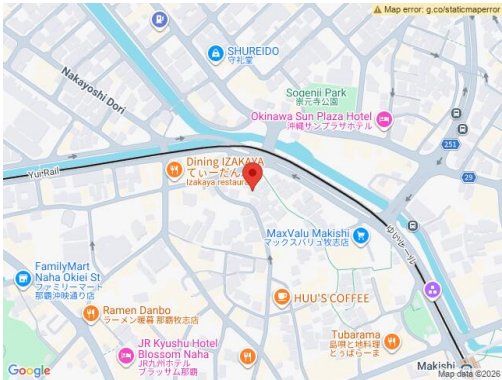 Map error: g.co/staticmaperror
SHUREIDO
守礼堂
Nakayoshi Dori
Sogenji Park
崇元寺公園
Okinawa Sun Plaza Hotel
沖縄サンプラザホテル
251
29
Yui Rail
Dining IZAKAYA
てぃーだん
Izakaya restaura
ゆいレール
MaxValu Makishi
マックスバリュ牧志店
FamilyMart
Naha Okiei St
ファミリーマート
那覇沖映通り店
HUU'S COFFEE
Ramen Danbo
ラーメン暖暮 那覇牧志店
JR Kyushu Hotel
Blossom Naha
JR九州ホテル
ブラッサム那覇
Tubarama
島唄と地料理
とぅばらーま
Makishi
Google
Map data ©2026